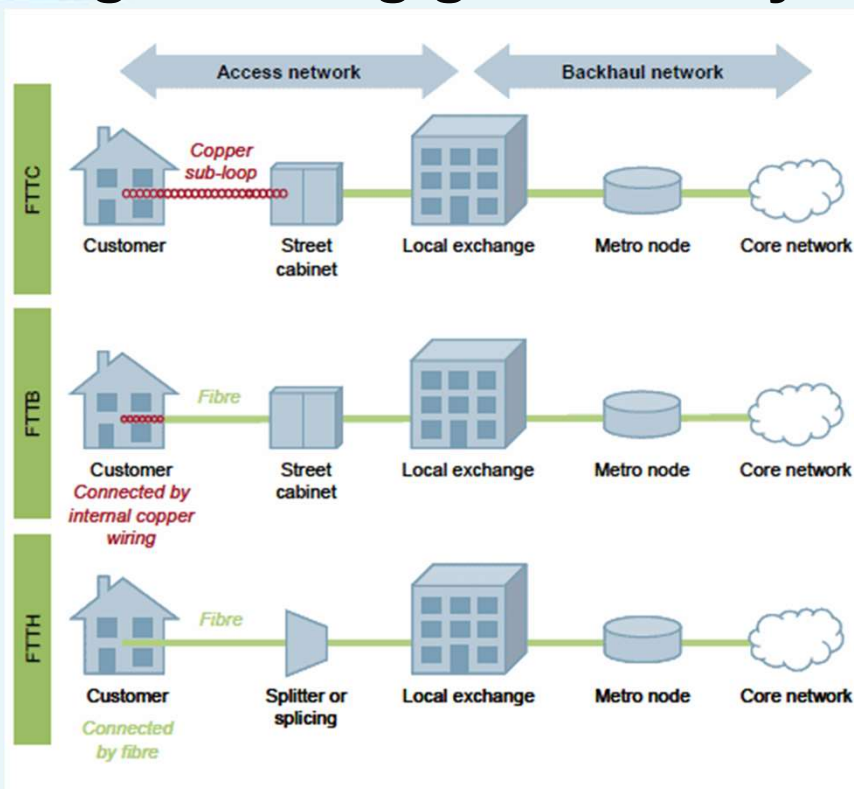 Access network
Backhaul network
FTTC
Copper
sub-loop
Customer
Street
cabinet
Local exchange
Metro node
Core network
FTTB
Fibre
Customer
Connected by
internal copper
wiring
Street
cabinet
Local exchange
Metro node
Core network
FTTH
Fibre
Customer
Connected
by fibre
Splitter or
splicing
Local exchange
Metro node
Core network